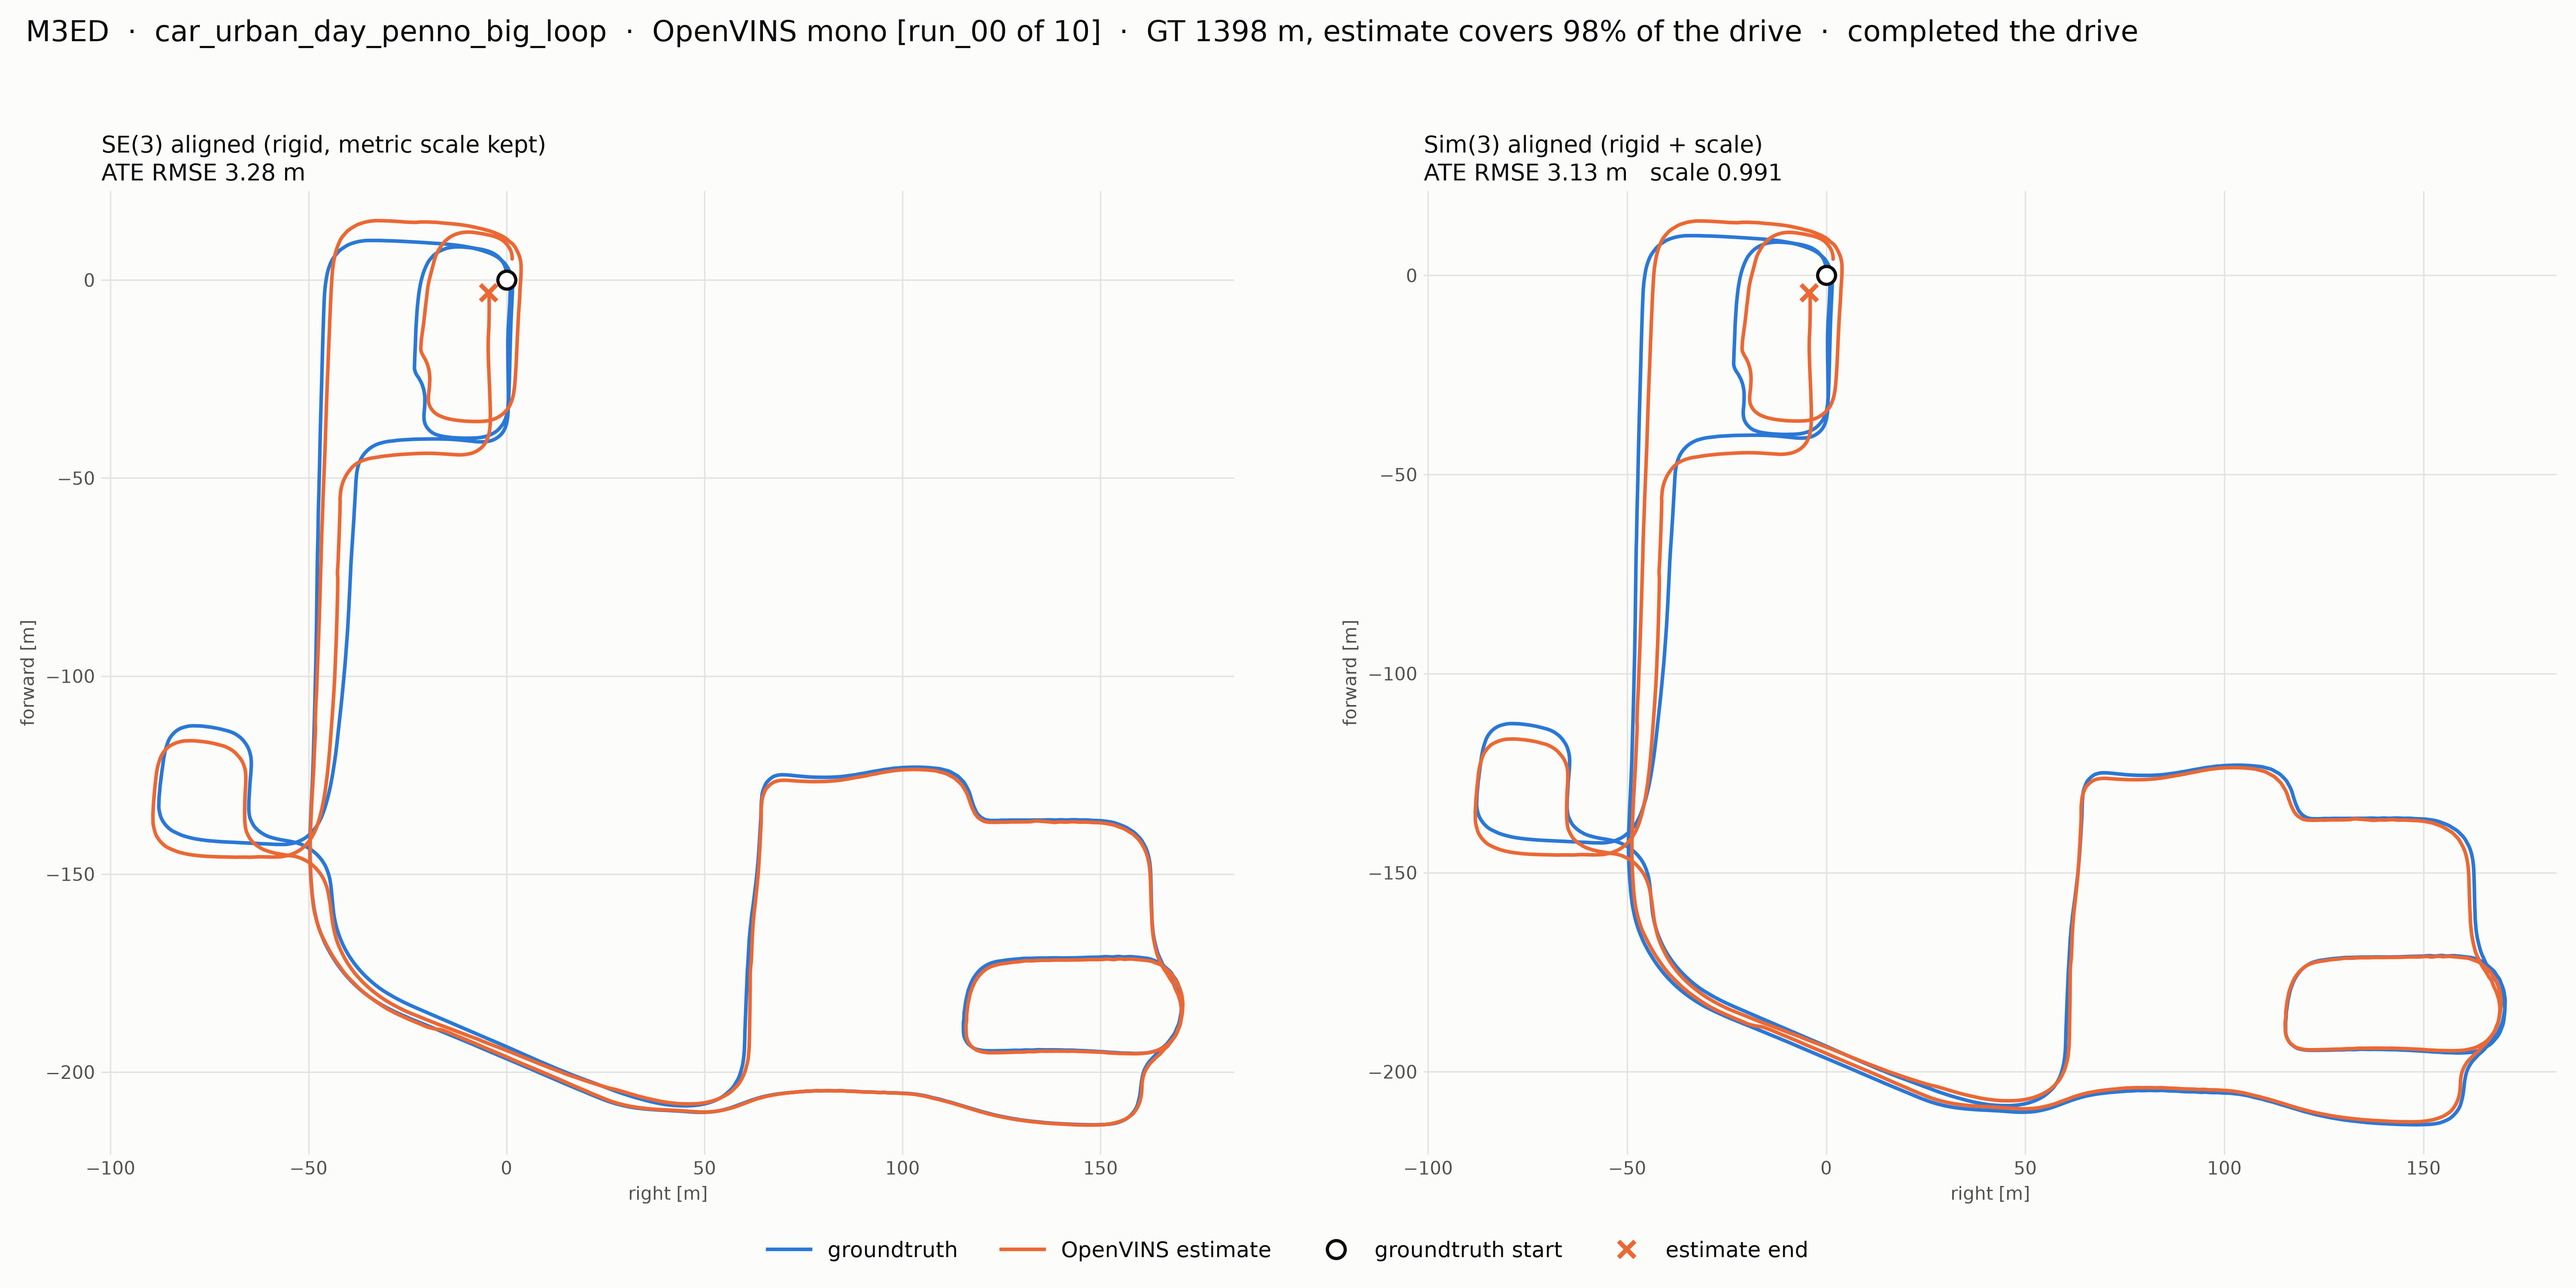 M3ED · car_urban_day_penno_big_loop · OpenVINS mono [run_00 of 10] · GT 1398 m, estimate covers 98% of the drive · completed the drive
SE(3) aligned (rigid, metric scale kept)
ATE RMSE 3.28 m
0
−50
−100
−150
−200
forward [m]
−100
−50
0
50
100
150
right [m]
Sim(3) aligned (rigid + scale)
ATE RMSE 3.13 m   scale 0.991
0
−50
−100
−150
−200
forward [m]
−100
−50
0
50
100
150
right [m]
groundtruth
OpenVINS estimate
groundtruth start
estimate end